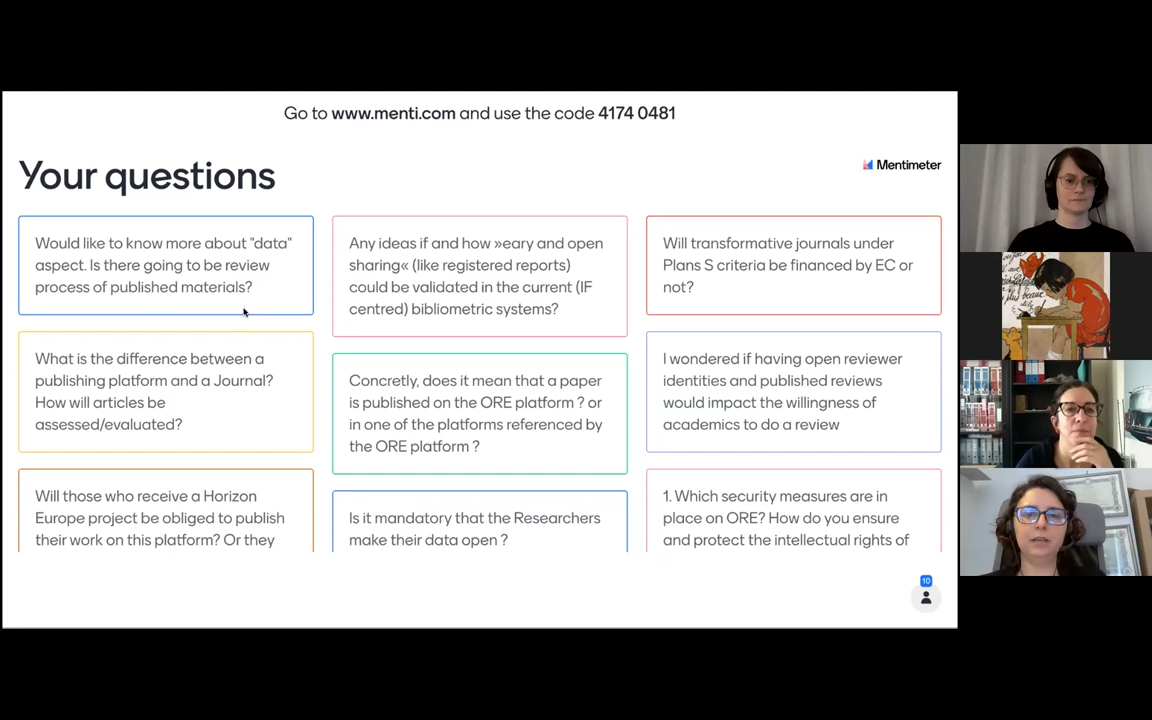 Go to www.menti.com and use the code 4174 0481
Your questions
Mentimeter
Would like to know more about "data"
aspect. Is there going to be review
process of published materials?
What is the difference between a
publishing platform and a Journal?
How will articles be
assessed/evaluated?
Will those who receive a Horizon
Europe project be obliged to publish
their work on this platform? Or they
Any ideas if and how »eary and open
sharing« (like registered reports)
could be validated in the current (IF
centred) bibliometric systems?
Concretly, does it mean that a paper
is published on the ORE platform ? or
in one of the platforms referenced by
the ORE platform ?
Is it mandatory that the Researchers
make their data open ?
Will transformative journals under
Plans S criteria be financed by EC or
not?
I wondered if having open reviewer
identities and published reviews
would impact the willingness of
academics to do a review
1. Which security measures are in
place on ORE? How do you ensure
and protect the intellectual rights of
10